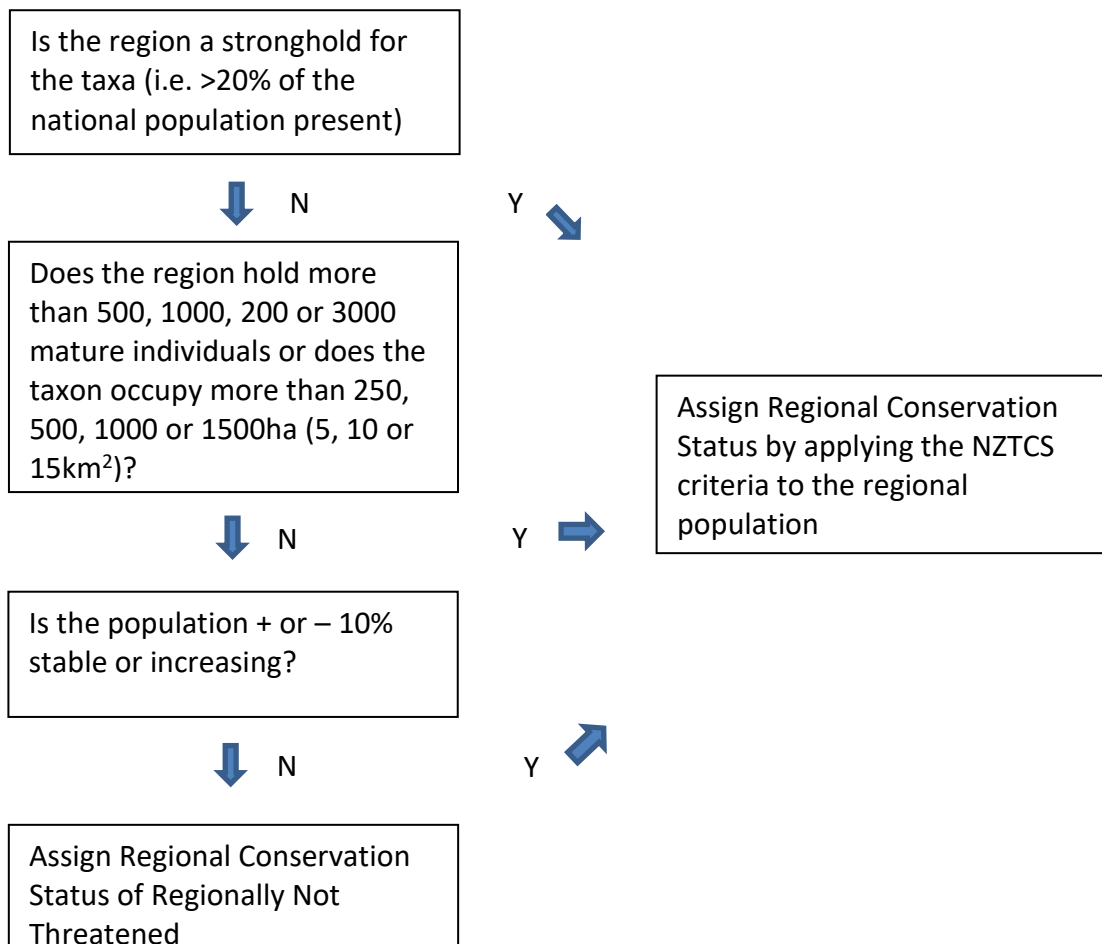 Is the region a stronghold for
the taxa (i.e. >20% of the
national population present)
N
Y
Does the region hold more
than 500, 1000, 200 or 3000
mature individuals or does the
taxon occupy more than 250,
500, 1000 or 1500ha (5, 10 or
15km²)?
Assign Regional Conservation
Status by applying the NZTCS
criteria to the regional
population
N
Y
Is the population + or – 10%
stable or increasing?
N
Y
Assign Regional Conservation
Status of Regionally Not
Threatened